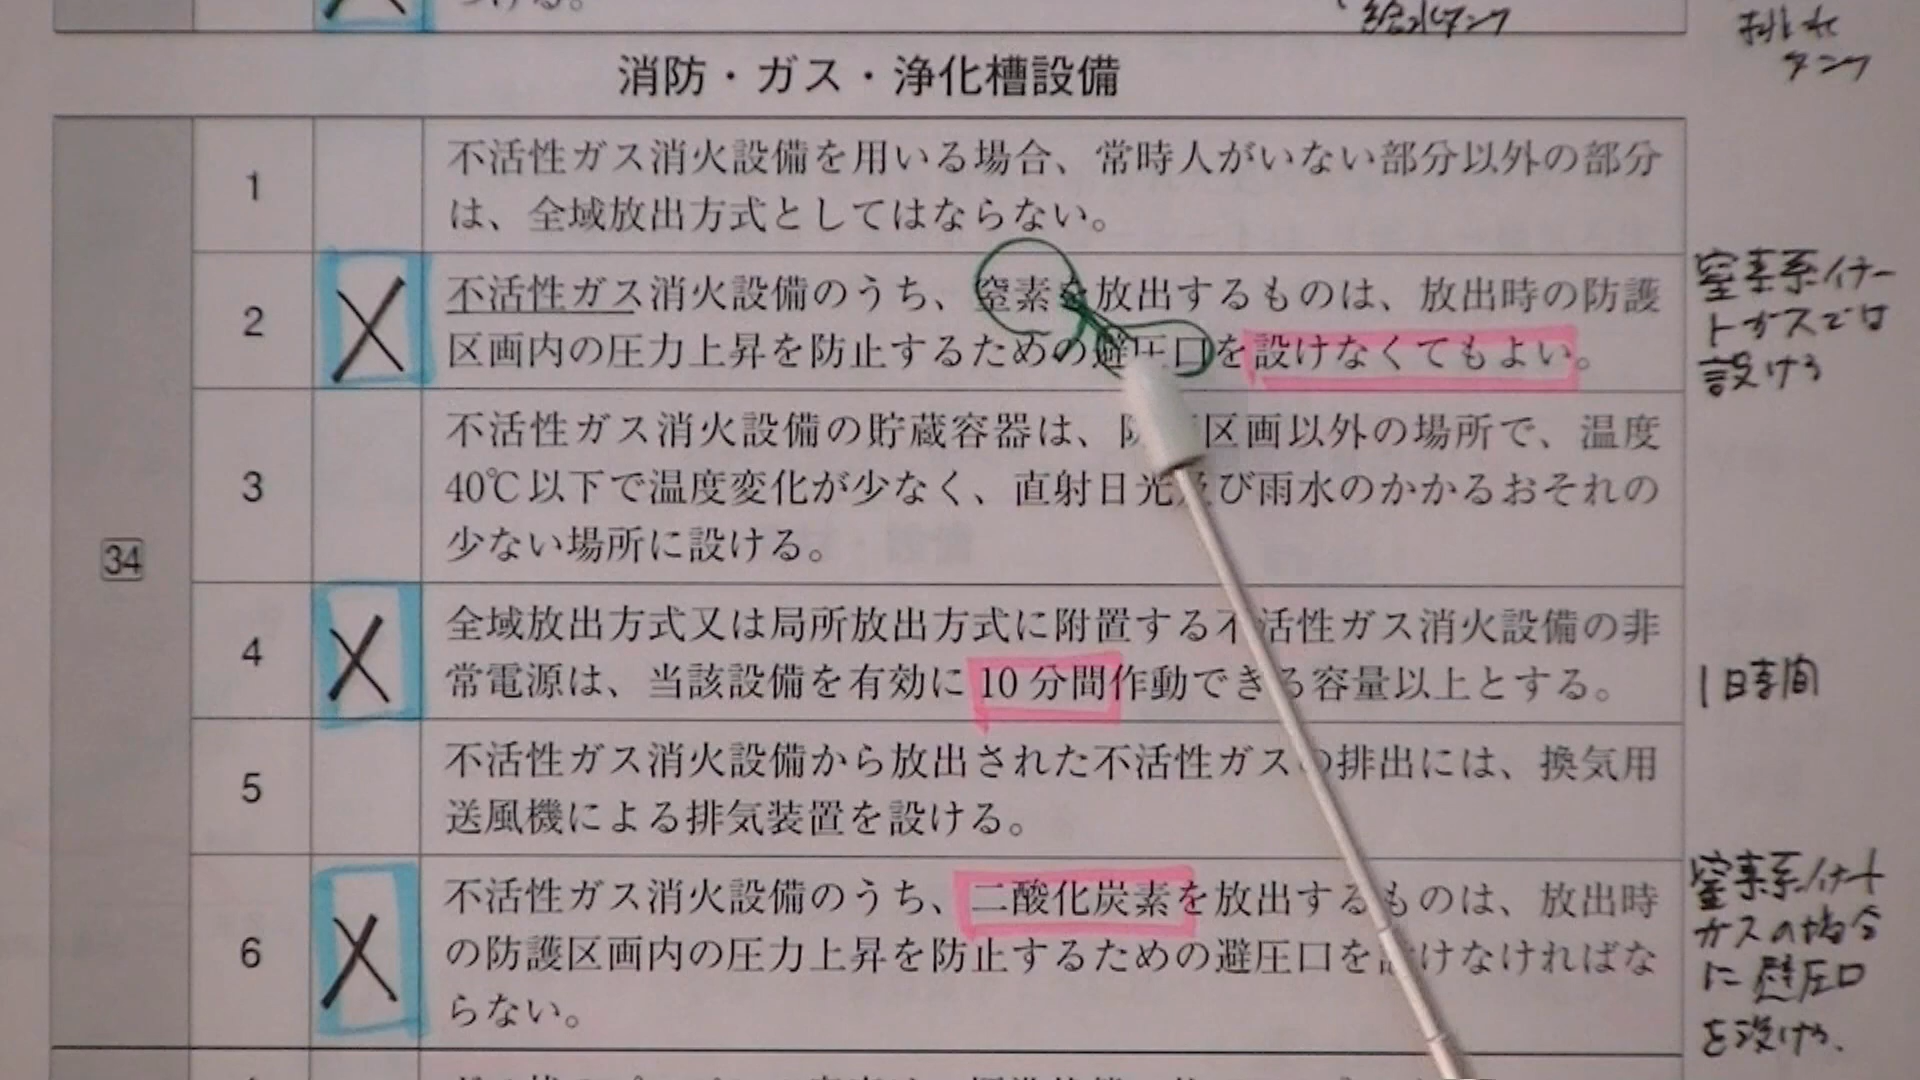 つける。
給水タンク
排水
タンク
消防・ガス・浄化槽設備
34
1
不活性ガス消火設備を用いる場合、常時人がいない部分以外の部分
は、全域放出方式としてはならない。
2
不活性ガス消火設備のうち、窒素を放出するものは、放出時の防護
区画内の圧力上昇を防止するための避圧口を設けなくてもよい。
窒素系イナー
トガスでは
設ける
3
不活性ガス消火設備の貯蔵容器は、防 区画以外の場所で、温度
40℃以下で温度変化が少なく、直射日光及び雨水のかかるおそれの
少ない場所に設ける。
4
全域放出方式又は局所放出方式に附置する不活性ガス消火設備の非
常電源は、当該設備を有効に10分間作動できる容量以上とする。
1時間
5
不活性ガス消火設備から放出された不活性ガスの排出には、換気用
送風機による排気装置を設ける。
6
不活性ガス消火設備のうち、二酸化炭素を放出するものは、放出時
の防護区画内の圧力上昇を防止するための避圧口を設けなければな
らない。
窒素系イナート
ガスの場合
に避圧口
を設ける。